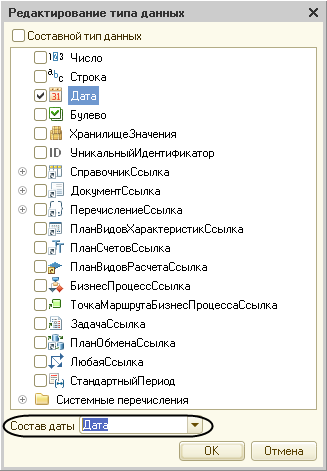 Редактирование типа данных
Составной тип данных
Число
Строка
Дата
Булево
ХранилищеЗначения
УникальныйИдентификатор
СправочникСсылка
ДокументСсылка
ПеречислениеСсылка
ПланВидовХарактеристикСсылка
ПланСчетовСсылка
ПланВидовРасчетаСсылка
БизнесПроцессСсылка
ТочкаМаршрутаБизнесПроцессаСсылка
ЗадачаСсылка
ПланОбменаСсылка
ЛюбаяСсылка
СтандартныйПериод
Системные перечисления
Состав даты Дата
OK Отмена